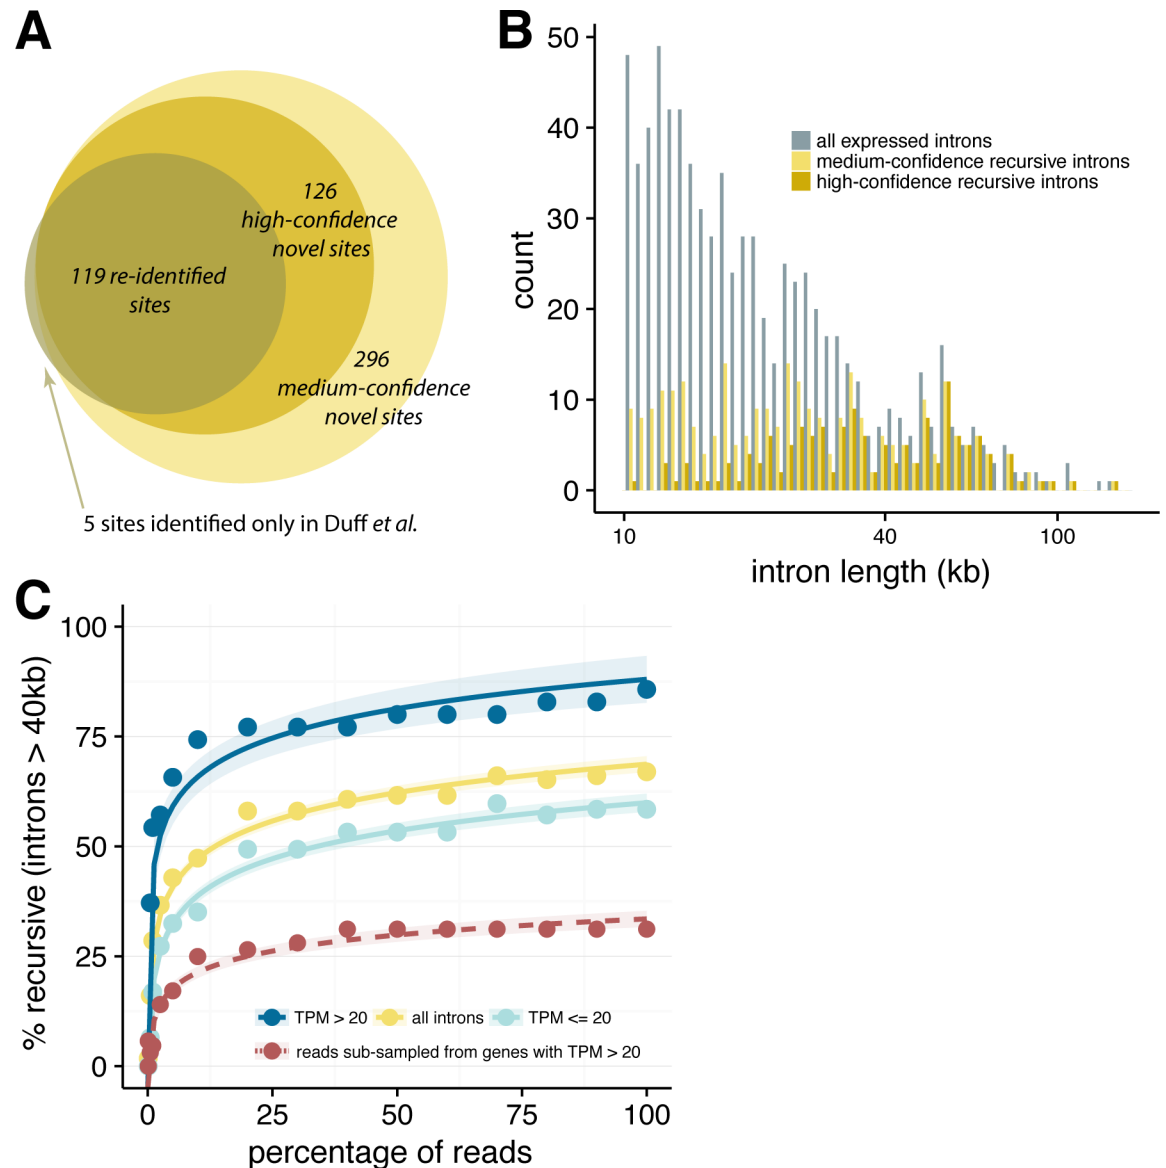 A
126
high-confidence
novel sites
119 re-identified
sites
296
medium-confidence
novel sites
5 sites identified only in Duff et al.
B
50
40
30
20
10
0
count
all expressed introns
medium-confidence recursive introns
high-confidence recursive introns
10
40
100
intron length (kb)
C
100
75
50
25
0
% recursive (introns > 40kb)
TPM > 20
all introns
TPM <= 20
reads sub-sampled from genes with TPM > 20
0
25
50
75
100
percentage of reads